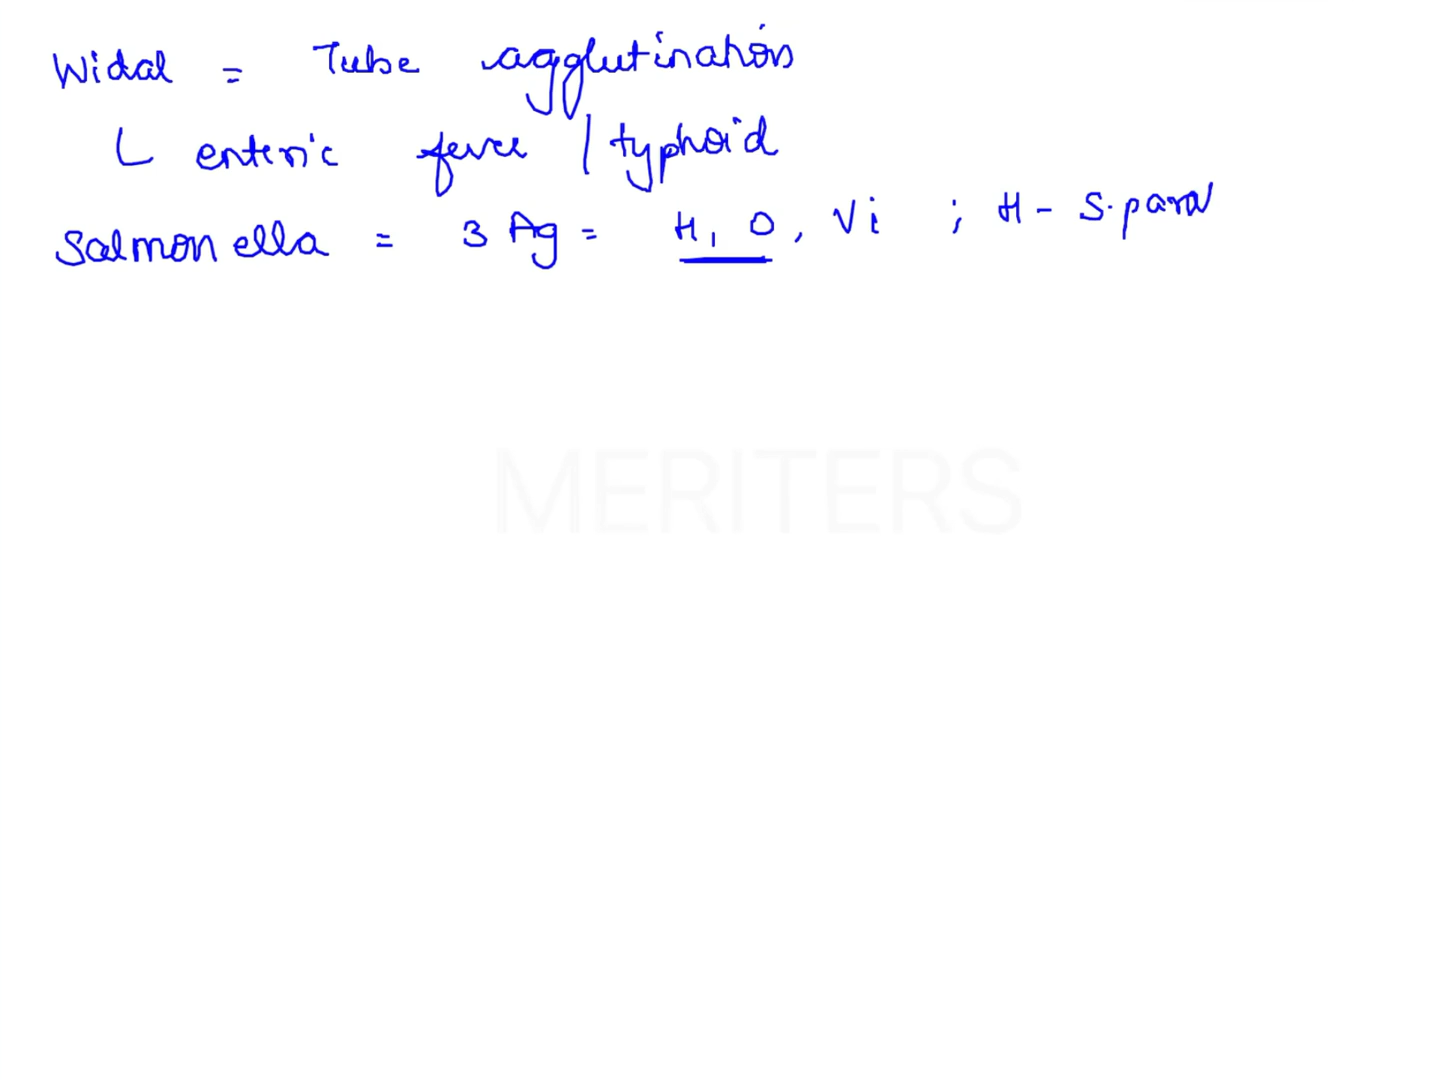 Widal = Tube agglutination
L enteric fever / typhoid
Salmonella = 3 Ag = H, O, Vi ; H - S. para
MERITERS